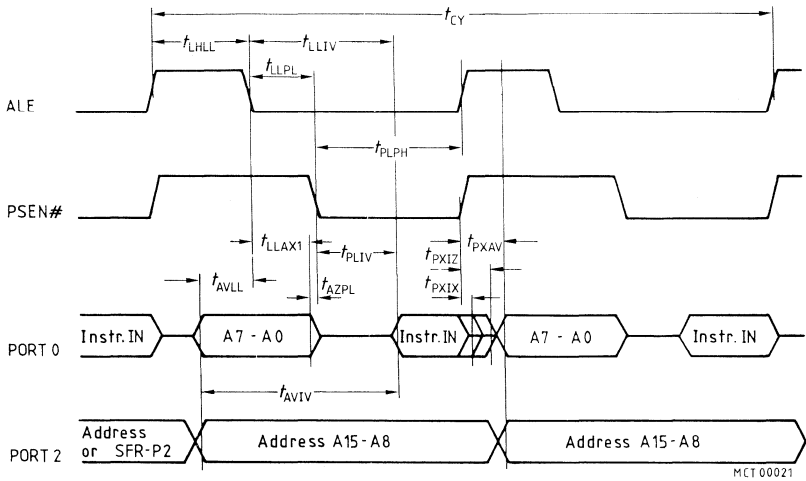 tCY
tLHLL
tLLIV
tLLPL
ALE
tPLPH
PSEN#
tLLAX1
tPLIV
tPXAV
tPXIZ
tAVLL
tAZPL
tPXIX
PORT 0
Instr. IN
A7 - A0
Instr. IN
A7 - A0
Instr. IN
tAVIV
PORT 2
Address
or SFR-P2
Address A15-A8
Address A15-A8
MCT00021